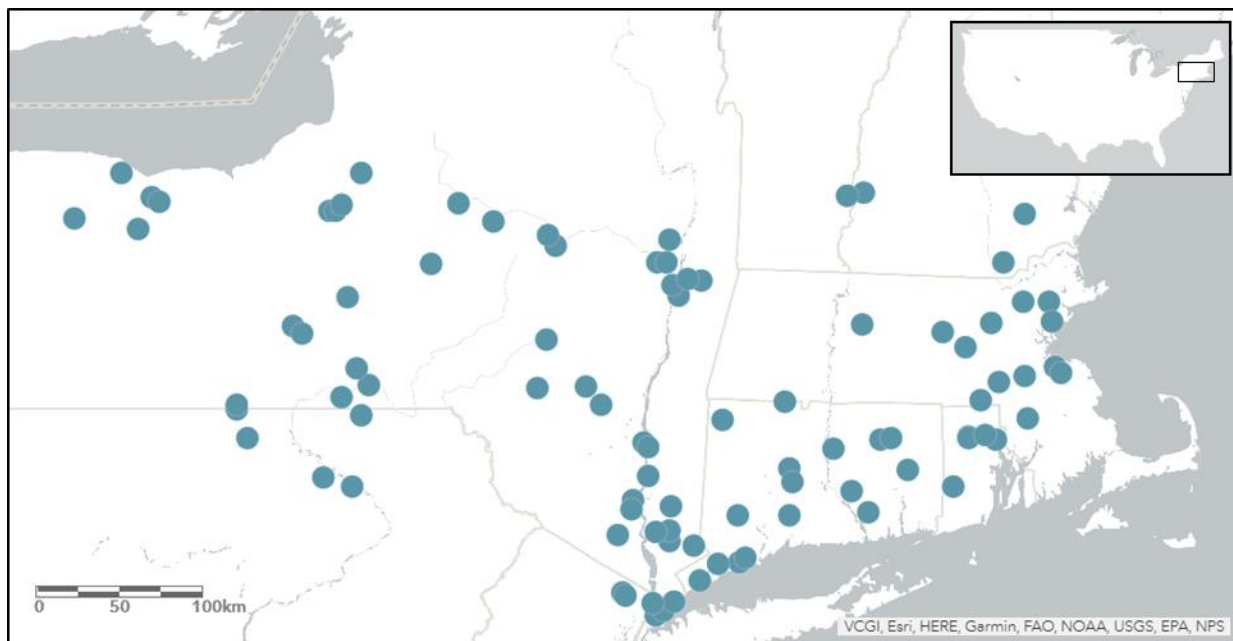 0 50 100km
VCGI, Esri, HERE, Garmin, FAO, NOAA, USGS, EPA, NPS